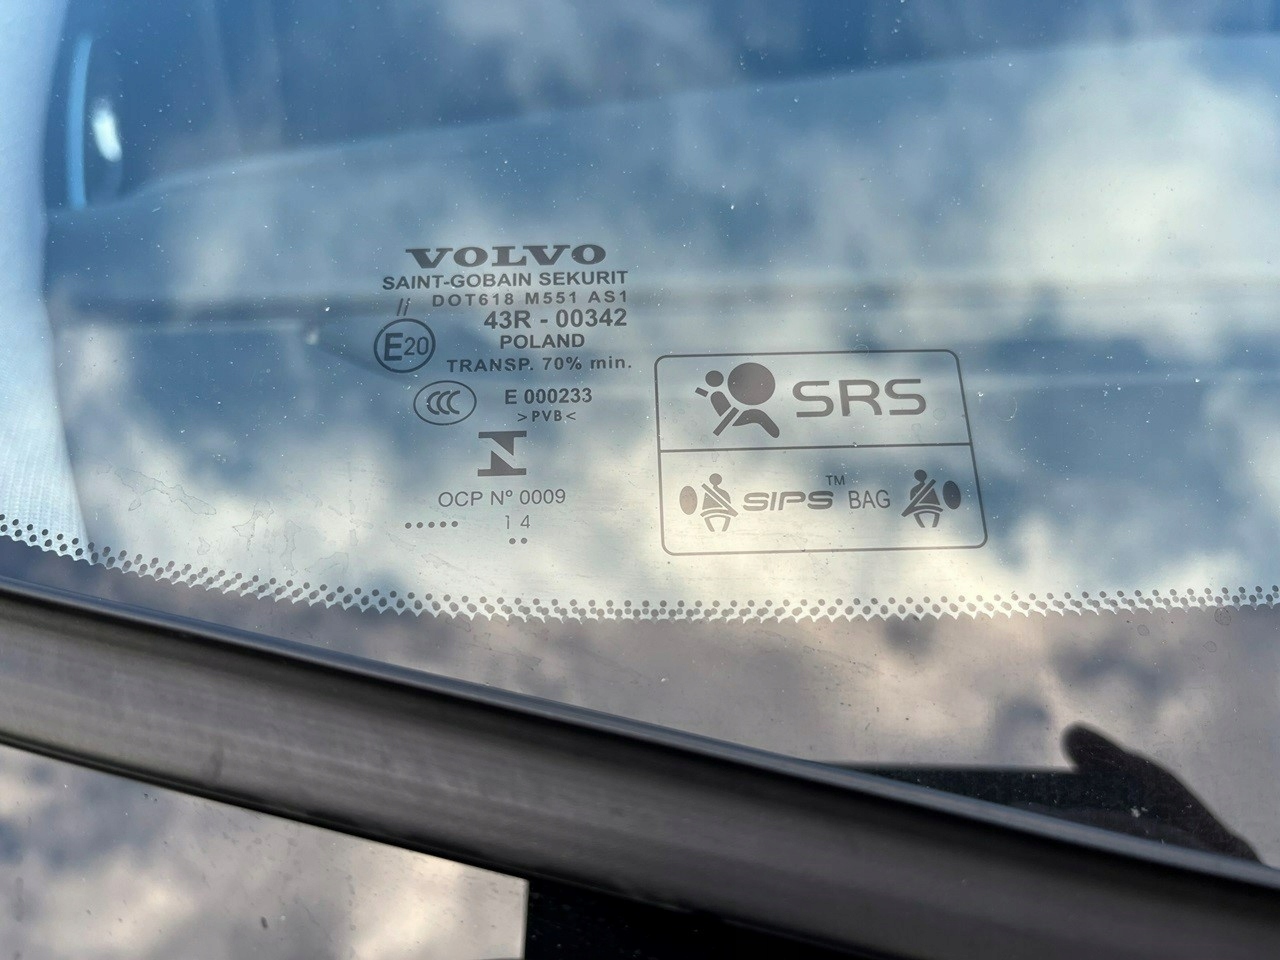 VOLVO
SAINT-GOBAIN SEKURIT
DOT618 M551 AS1
43R - 00342
E20
POLAND
TRANSP. 70% min.
CCC
E 000233
>PVB<
N
OCP Nº 0009
..... 14
..
SRS
SIPS™ BAG